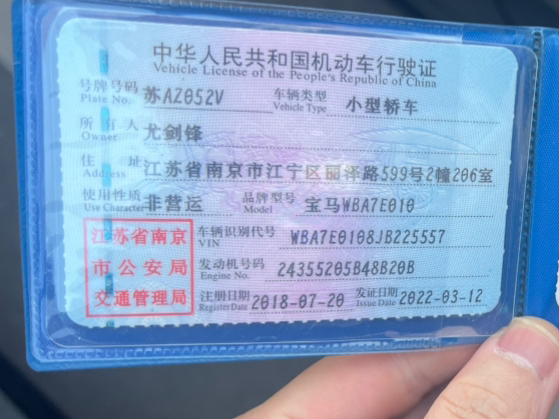 中华人民共和国机动车行驶证
Vehicle License of the People's Republic of China
号牌号码 苏AZ052V 车辆类型 小型轿车
Plate No. Vehicle Type
所有人 尤剑锋
Owner
住址 江苏省南京市江宁区丽泽路599号2幢206室
Address
使用性质 非营运 品牌型号 宝马WBA7E010
Use Character Model
江苏省南京
市公安局
交通管理局
车辆识别代号 WBA7E0108JB225557
VIN
发动机号码 24355205B48B20B
Engine No.
注册日期 2018-07-20 发证日期 2022-03-12
Register Date Issue Date